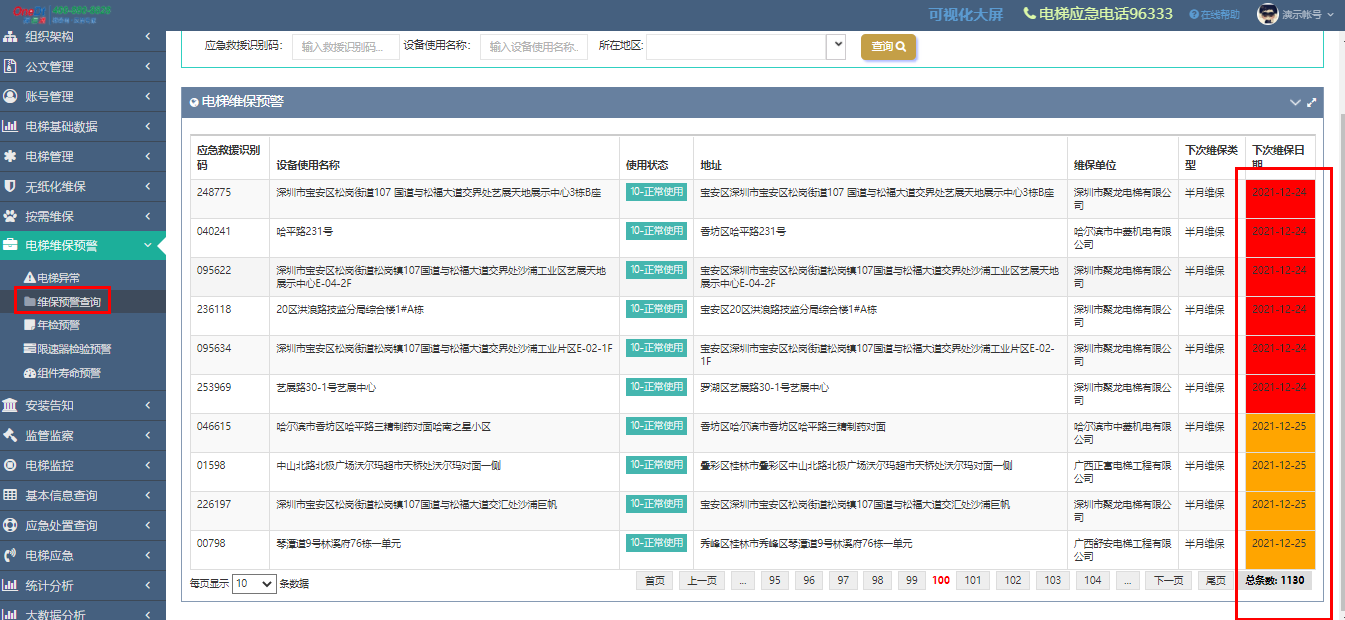 可视化大屏
电梯应急电话96333
在线帮助
演示帐号
组织架构
公文管理
账号管理
电梯基础数据
电梯管理
无纸化维保
按需维保
电梯维保预警
电梯异常
维保预警查询
年检预警
限速器检验预警
组件寿命预警
安装告知
监管监察
电梯监控
基本信息查询
应急处置查询
电梯应急
统计分析
大数据分析
应急救援识别码: 输入救援识别码... 设备使用名称: 输入设备使用名称.. 所在地区: 查询
电梯维保预警
应急救援识别码 设备使用名称 使用状态 地址 维保单位 下次维保类型 下次维保日期
248775 深圳市宝安区松岗街道107 国道与松福大道交界处艺展天地展示中心3栋B座 10-正常使用 宝安区深圳市宝安区松岗街道107 国道与松福大道交界处艺展天地展示中心3栋B座 深圳市聚龙电梯有限公司 半月维保 2021-12-24
040241 哈平路231号 10-正常使用 香坊区哈平路231号 哈尔滨市中菱机电有限公司 半月维保 2021-12-24
095622 深圳市宝安区松岗街道松岗镇107国道与松福大道交界处沙浦工业区艺展天地展示中心E-04-2F 10-正常使用 宝安区深圳市宝安区松岗街道松岗镇107国道与松福大道交界处沙浦工业区艺展天地展示中心E-04-2F 深圳市聚龙电梯有限公司 半月维保 2021-12-24
236118 20区洪浪路技监分局综合楼1#A栋 10-正常使用 宝安区20区洪浪路技监分局综合楼1#A栋 深圳市聚龙电梯有限公司 半月维保 2021-12-24
095634 深圳市宝安区松岗街道松岗镇107国道与松福大道交界处沙浦工业片区E-02-1F 10-正常使用 宝安区深圳市宝安区松岗街道松岗镇107国道与松福大道交界处沙浦工业片区E-02-1F 深圳市聚龙电梯有限公司 半月维保 2021-12-24
253969 艺展路30-1号艺展中心 10-正常使用 罗湖区艺展路30-1号艺展中心 深圳市聚龙电梯有限公司 半月维保 2021-12-24
046615 哈尔滨市香坊区哈平路三精制药对面哈南之星小区 10-正常使用 香坊区哈尔滨市香坊区哈平路三精制药对面 哈尔滨市中菱机电有限公司 半月维保 2021-12-25
01598 中山北路北极广场沃尔玛超市天桥处沃尔玛对面一侧 10-正常使用 叠彩区桂林市叠彩区中山北路北极广场沃尔玛超市天桥处沃尔玛对面一侧 广西正富电梯工程有限公司 半月维保 2021-12-25
226197 深圳市宝安区松岗街道松岗镇107国道与松福大道交汇处沙浦巨帆 10-正常使用 宝安区深圳市宝安区松岗街道松岗镇107国道与松福大道交汇处沙浦巨帆 深圳市聚龙电梯有限公司 半月维保 2021-12-25
00798 琴潭道9号林溪府76栋一单元 10-正常使用 秀峰区桂林市秀峰区琴潭道9号林溪府76栋一单元 广西舒安电梯工程有限公司 半月维保 2021-12-25
每页显示 10 条数据 首页 上一页 ... 95 96 97 98 99 100 101 102 103 104 ... 下一页 尾页 总条数: 1130